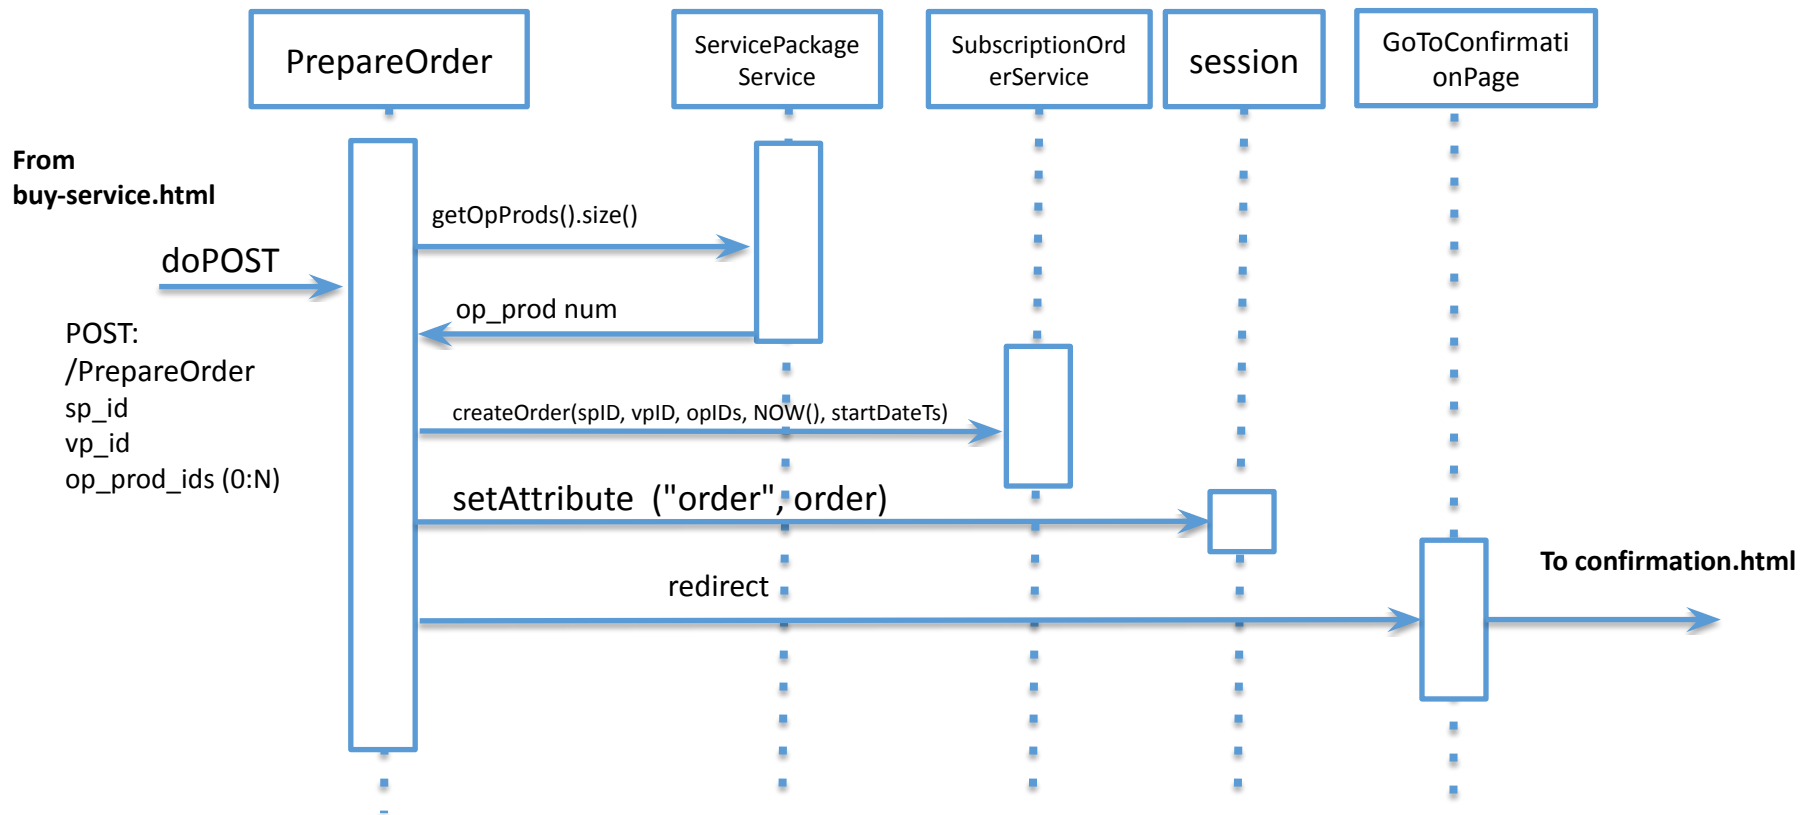 PrepareOrder
ServicePackage
Service
SubscriptionOrd
erService
session
GoToConfirmati
onPage
From
buy-service.html
getOpProds().size()
doPOST
op_prod num
POST:
/PrepareOrder
sp_id
vp_id
op_prod_ids (0:N)
createOrder(spID, vpID, opIDs, NOW(), startDateTs)
setAttribute ("order", order)
To confirmation.html
redirect